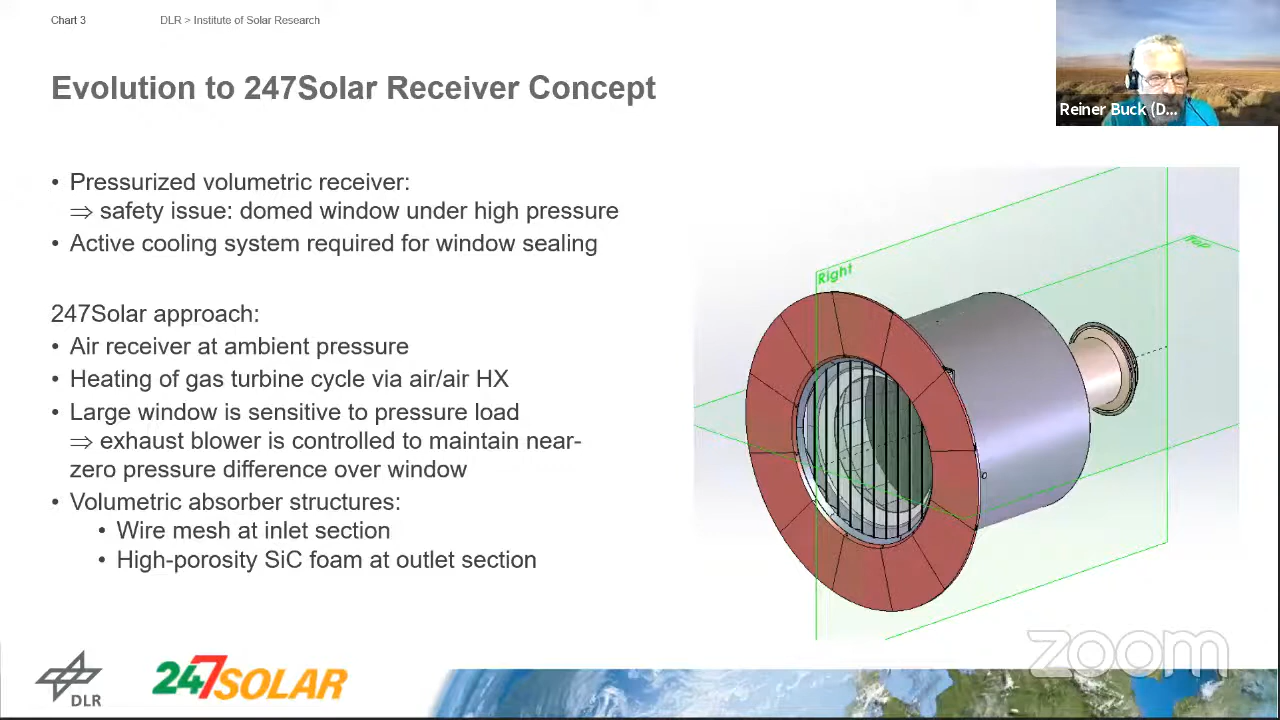 Chart 3
DLR > Institute of Solar Research
Evolution to 247Solar Receiver Concept
Reiner Buck (D...
• Pressurized volumetric receiver:
⇒ safety issue: domed window under high pressure
• Active cooling system required for window sealing
247Solar approach:
• Air receiver at ambient pressure
• Heating of gas turbine cycle via air/air HX
• Large window is sensitive to pressure load
⇒ exhaust blower is controlled to maintain near-
zero pressure difference over window
• Volumetric absorber structures:
• Wire mesh at inlet section
• High-porosity SiC foam at outlet section
Right
Top
DLR
247SOLAR
zoom